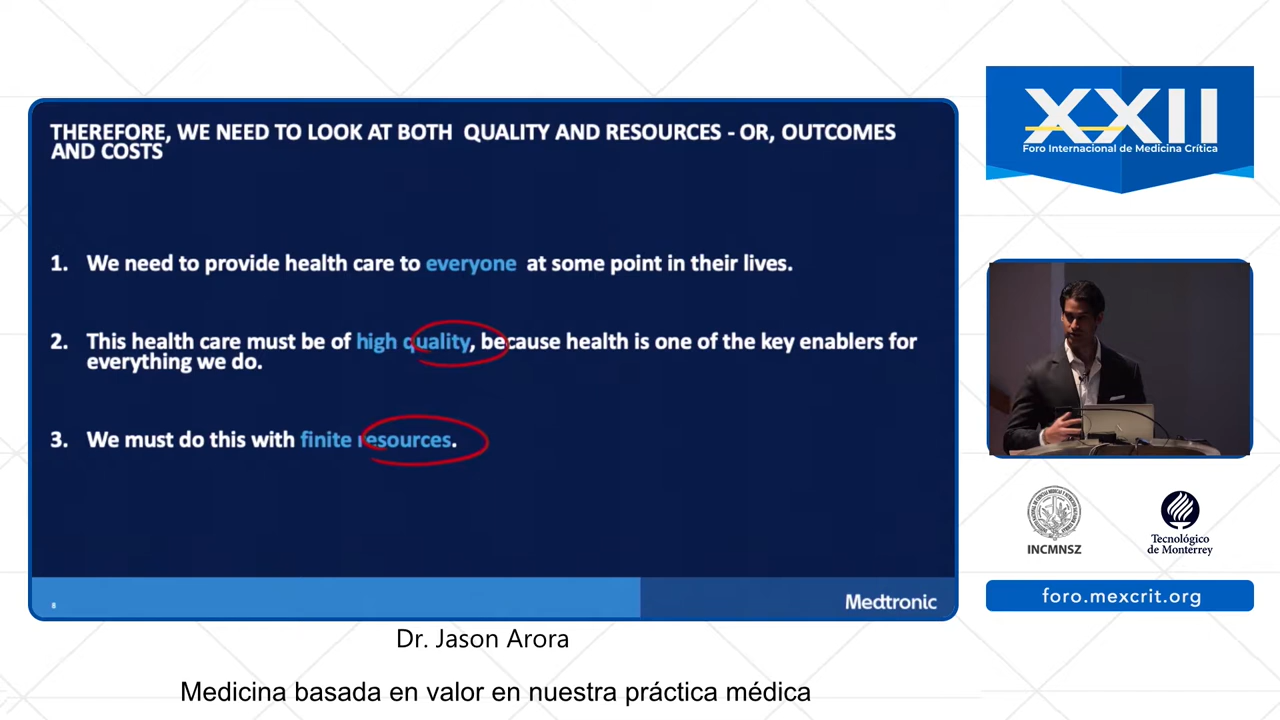 THEREFORE, WE NEED TO LOOK AT BOTH QUALITY AND RESOURCES - OR, OUTCOMES
AND COSTS
1. We need to provide health care to everyone at some point in their lives.
2. This health care must be of high quality, because health is one of the key enablers for
everything we do.
3. We must do this with finite resources.
Medtronic
Dr. Jason Arora
Medicina basada en valor en nuestra práctica médica
XXII
Foro Internacional de Medicina Crítica
INCMNSZ
Tecnológico
de Monterrey
foro.mexcrit.org